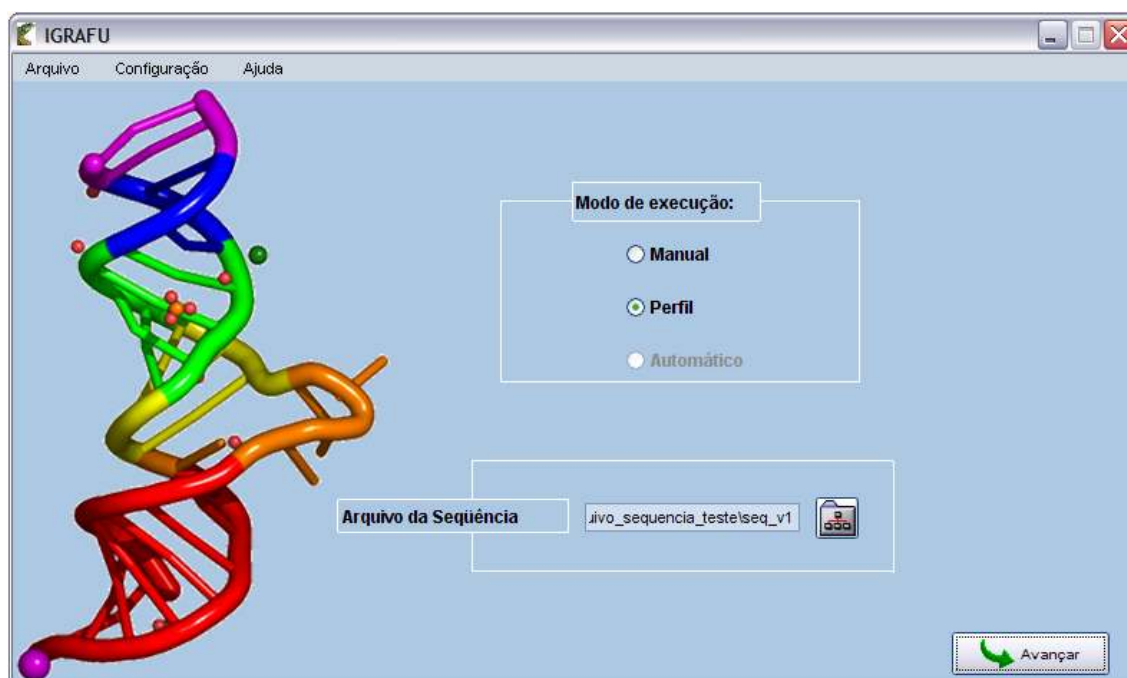 IGRAFU
Arquivo Configuração Ajuda
Modo de execução:
Manual
Perfil
Automático
Arquivo da Seqüência
uivo_sequencia_teste\seq_v1
Avançar